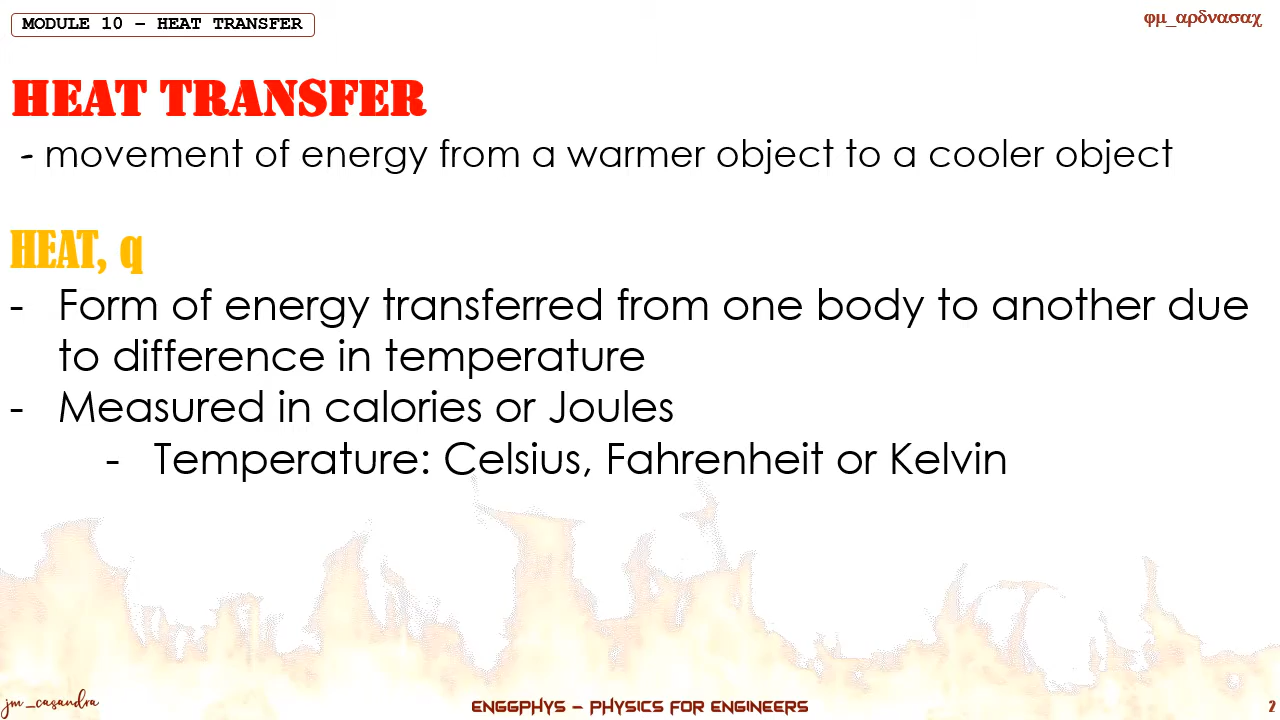 MODULE 10 – HEAT TRANSFER
φμ_αρδνασαχ
HEAT TRANSFER
- movement of energy from a warmer object to a cooler object
HEAT, q
- Form of energy transferred from one body to another due
to difference in temperature
- Measured in calories or Joules
- Temperature: Celsius, Fahrenheit or Kelvin
jm_casandra
ENGGPHYS – PHYSICS FOR ENGINEERS
2